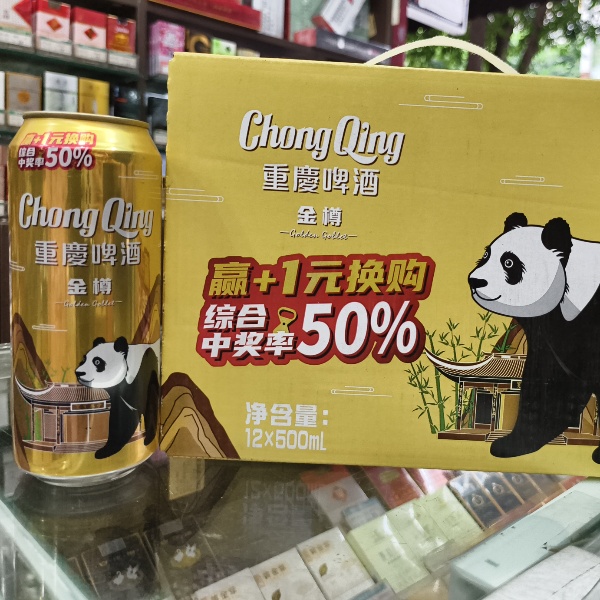 赢+1元换购
综合
中奖率50%
Chong Qing
重慶啤酒
金樽
Golden Goblet
Chong Qing
重慶啤酒
金樽
Golden Goblet
赢+1元换购
综合
中奖率50%
净含量:
12×500mL